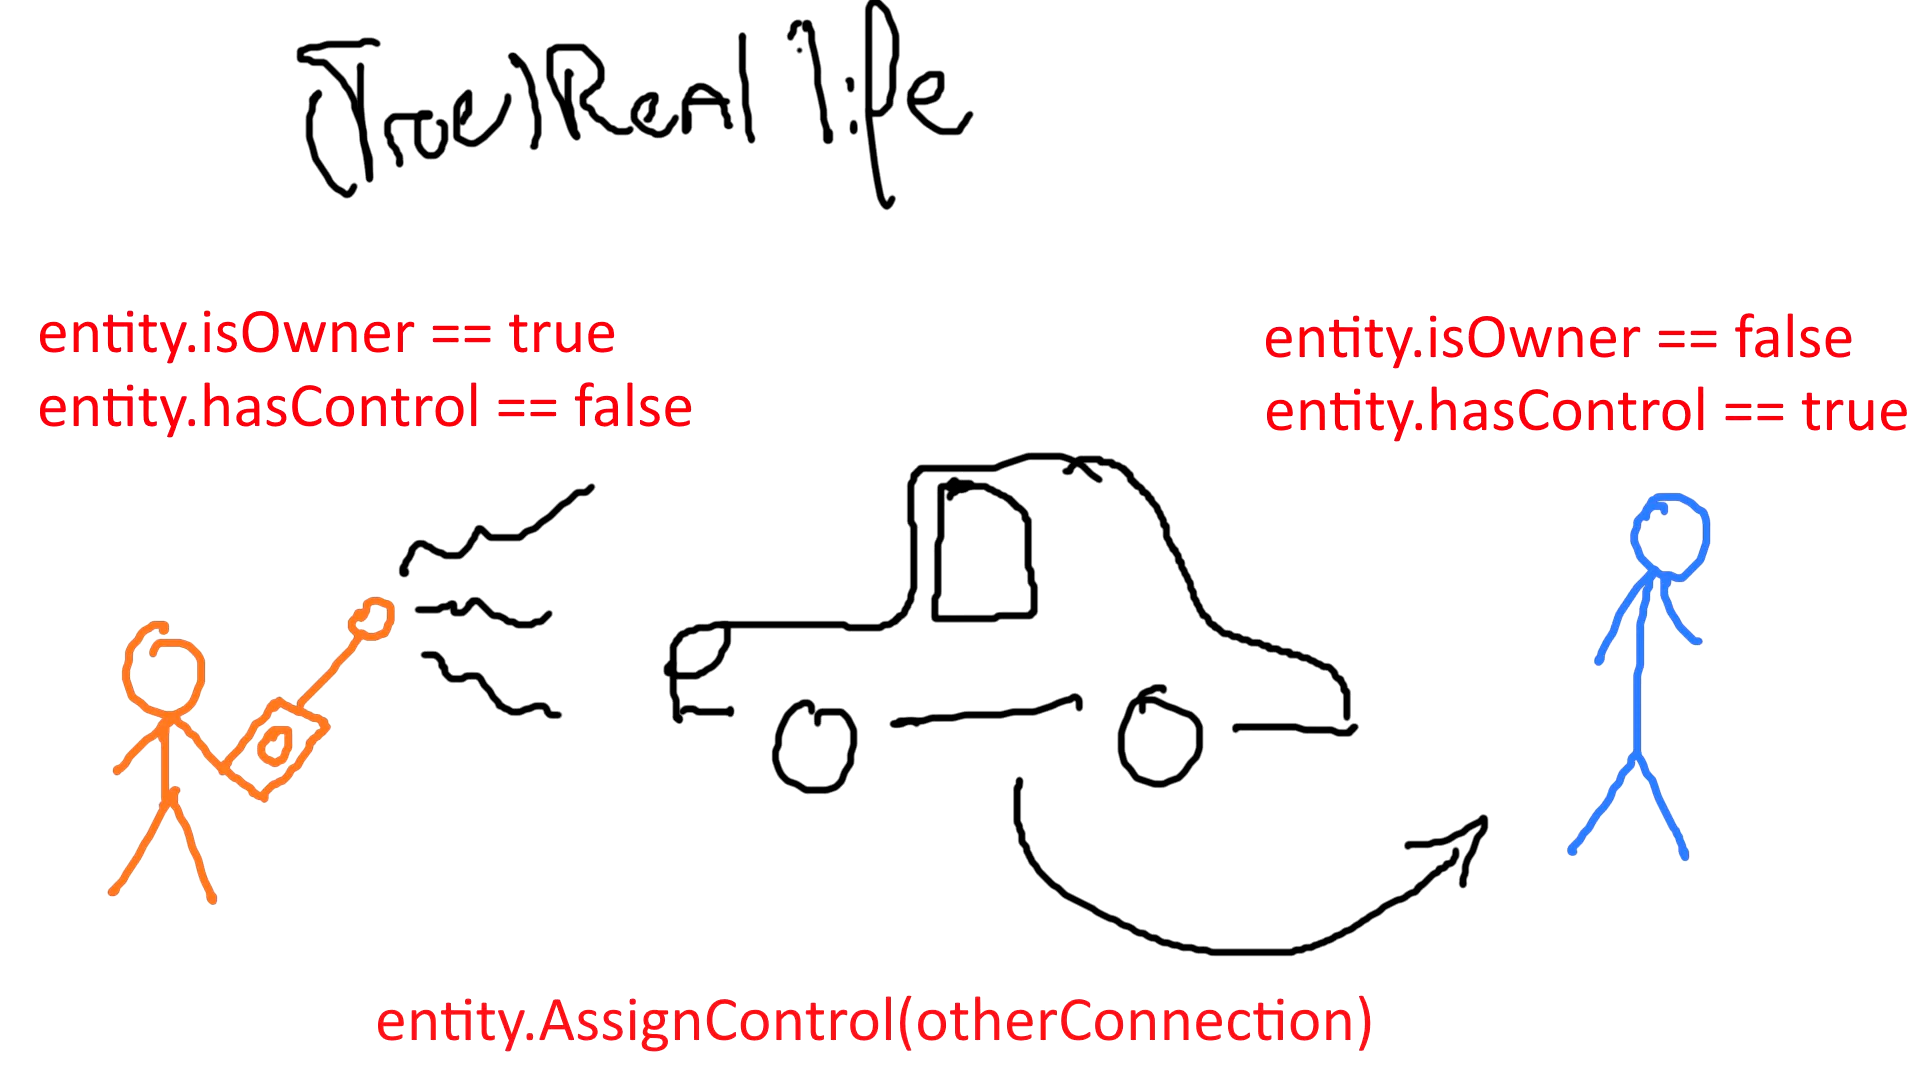 (True) Real life
entity.isOwner == true
entity.hasControl == false
entity.isOwner == false
entity.hasControl == true
entity.AssignControl(otherConnection)